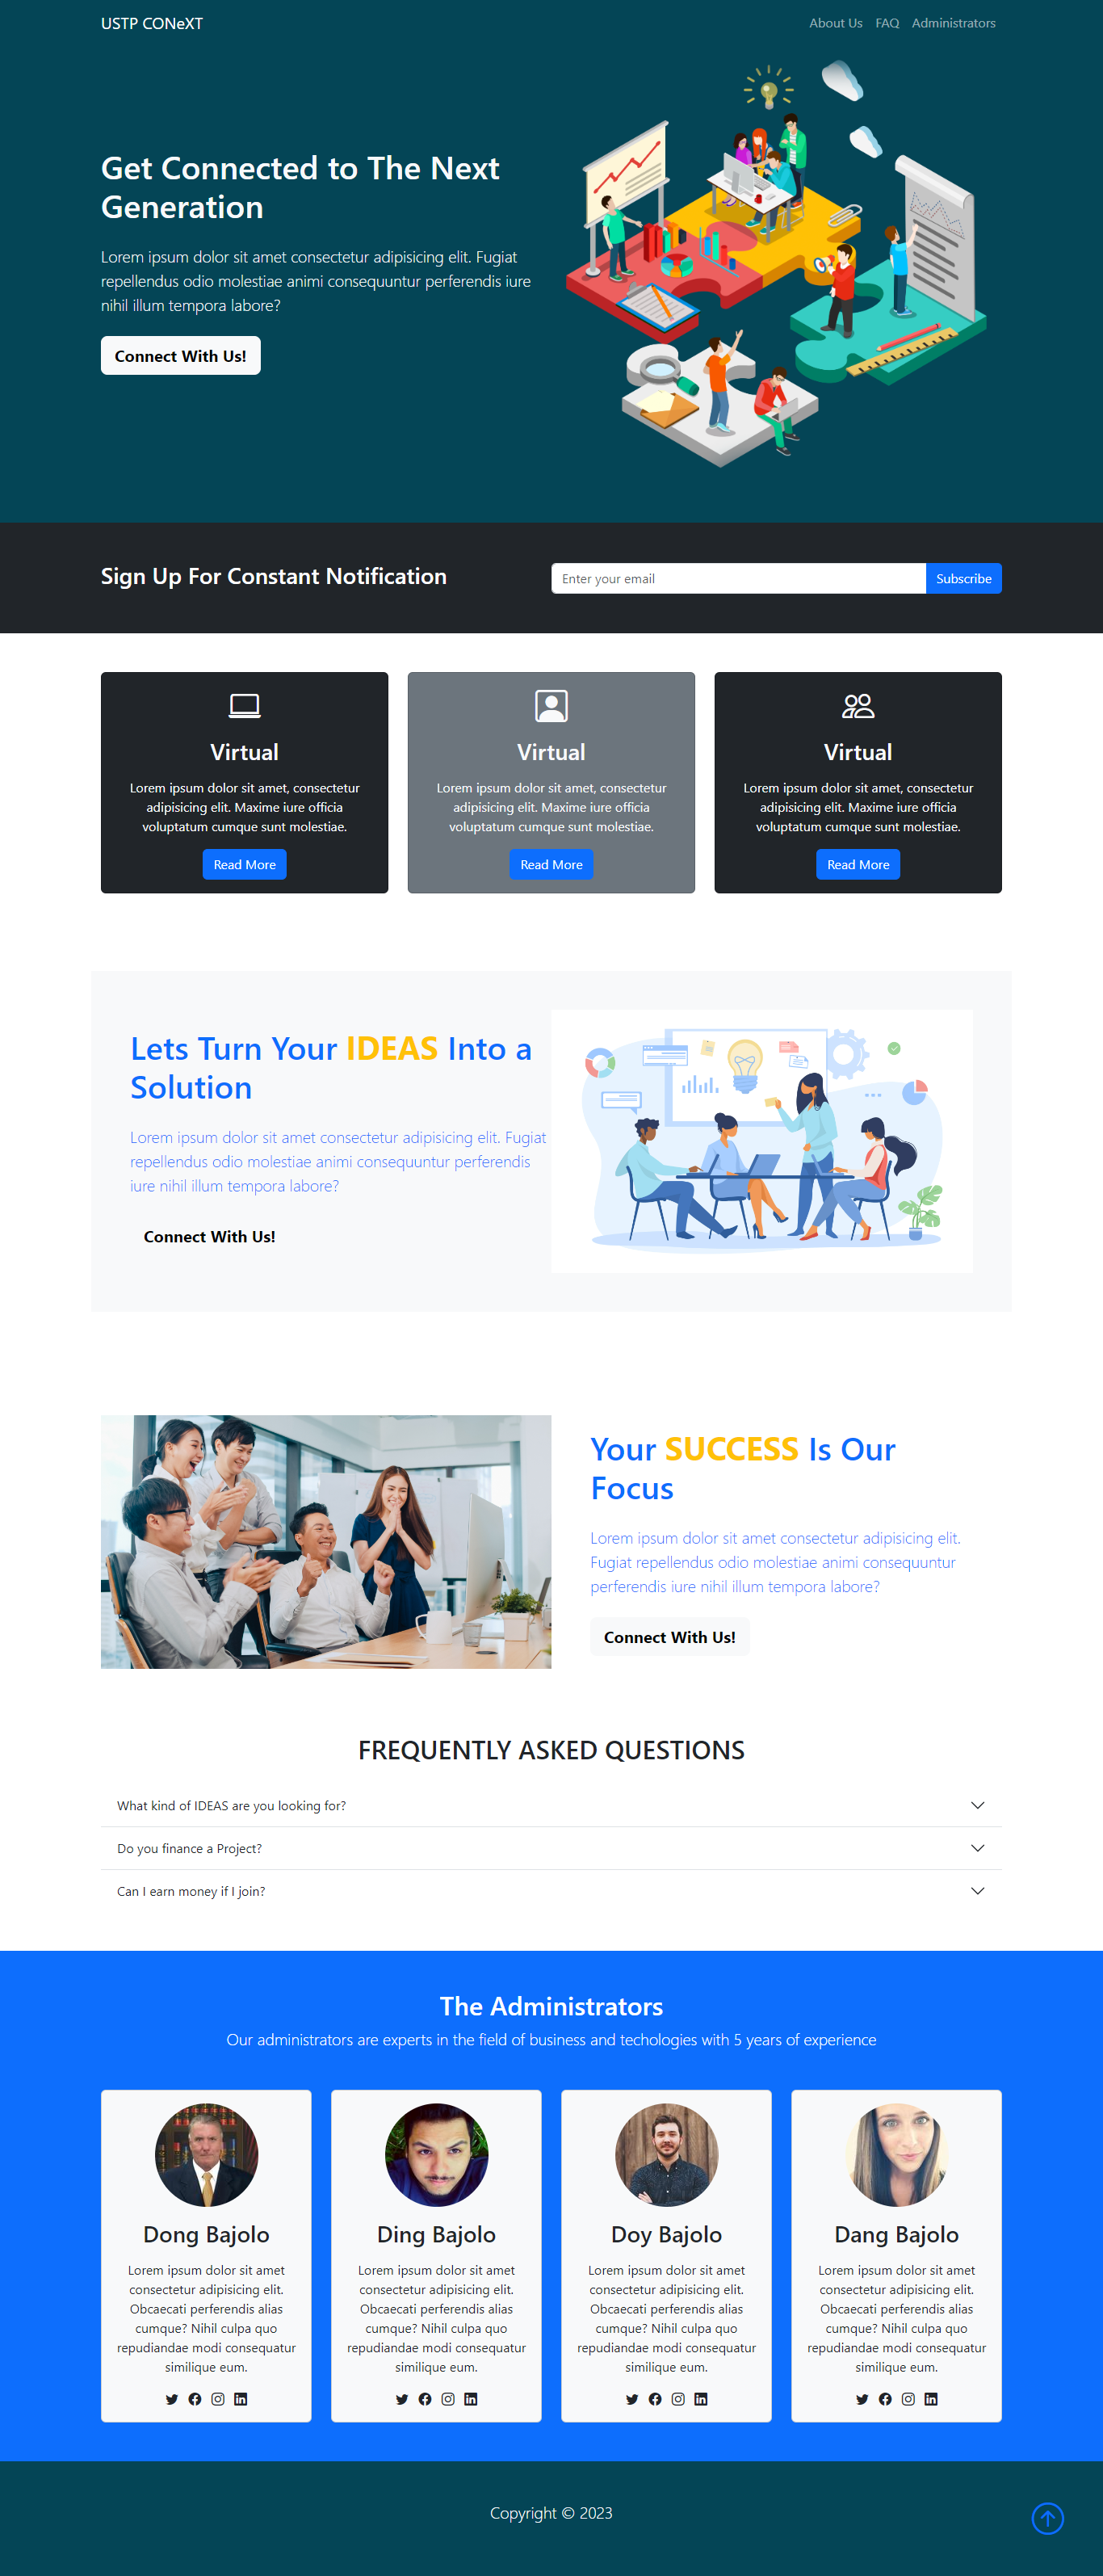 USTP CONeXT
About Us FAQ Administrators
Get Connected to The Next
Generation
Lorem ipsum dolor sit amet consectetur adipisicing elit. Fugiat
repellendus odio molestiae animi consequuntur perferendis iure
nihil illum tempora labore?
Connect With Us!
Sign Up For Constant Notification
Enter your email
Subscribe
Virtual
Lorem ipsum dolor sit amet, consectetur
adipisicing elit. Maxime iure officia
voluptatum cumque sunt molestiae.
Read More
Virtual
Lorem ipsum dolor sit amet, consectetur
adipisicing elit. Maxime iure officia
voluptatum cumque sunt molestiae.
Read More
Virtual
Lorem ipsum dolor sit amet, consectetur
adipisicing elit. Maxime iure officia
voluptatum cumque sunt molestiae.
Read More
Lets Turn Your IDEAS Into a
Solution
Lorem ipsum dolor sit amet consectetur adipisicing elit. Fugiat
repellendus odio molestiae animi consequuntur perferendis
iure nihil illum tempora labore?
Connect With Us!
Your SUCCESS Is Our
Focus
Lorem ipsum dolor sit amet consectetur adipisicing elit.
Fugiat repellendus odio molestiae animi consequuntur
perferendis iure nihil illum tempora labore?
Connect With Us!
FREQUENTLY ASKED QUESTIONS
What kind of IDEAS are you looking for?
Do you finance a Project?
Can I earn money if I join?
The Administrators
Our administrators are experts in the field of business and techologies with 5 years of experience
Dong Bajolo
Lorem ipsum dolor sit amet
consectetur adipisicing elit.
Obcaecati perferendis alias
cumque? Nihil culpa quo
repudiandae modi consequatur
similique eum.
Ding Bajolo
Lorem ipsum dolor sit amet
consectetur adipisicing elit.
Obcaecati perferendis alias
cumque? Nihil culpa quo
repudiandae modi consequatur
similique eum.
Doy Bajolo
Lorem ipsum dolor sit amet
consectetur adipisicing elit.
Obcaecati perferendis alias
cumque? Nihil culpa quo
repudiandae modi consequatur
similique eum.
Dang Bajolo
Lorem ipsum dolor sit amet
consectetur adipisicing elit.
Obcaecati perferendis alias
cumque? Nihil culpa quo
repudiandae modi consequatur
similique eum.
Copyright © 2023